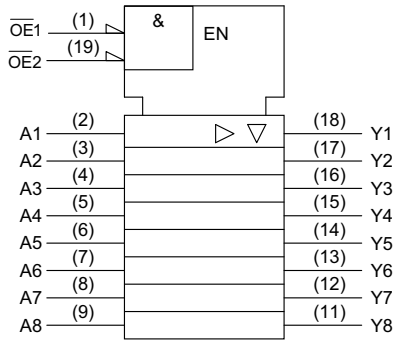 OE1 (1) & EN
OE2 (19)
A1 (2) (18) Y1
A2 (3) (17) Y2
A3 (4) (16) Y3
A4 (5) (15) Y4
A5 (6) (14) Y5
A6 (7) (13) Y6
A7 (8) (12) Y7
A8 (9) (11) Y8